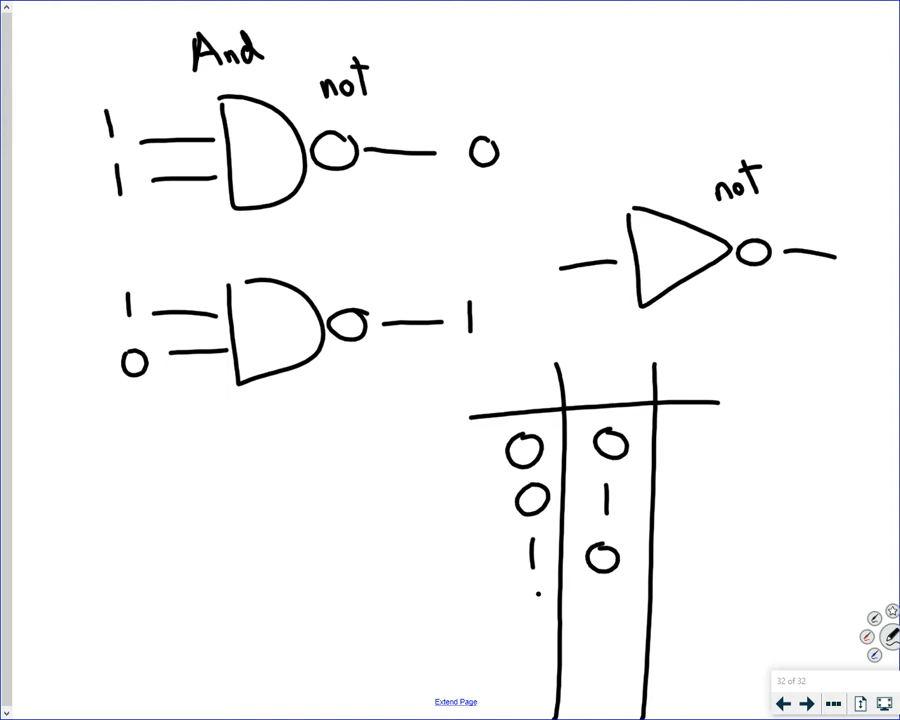 And
not
1
1
0
not
1
0
1
0 0
0 1
1 0
32 of 32
Extend Page